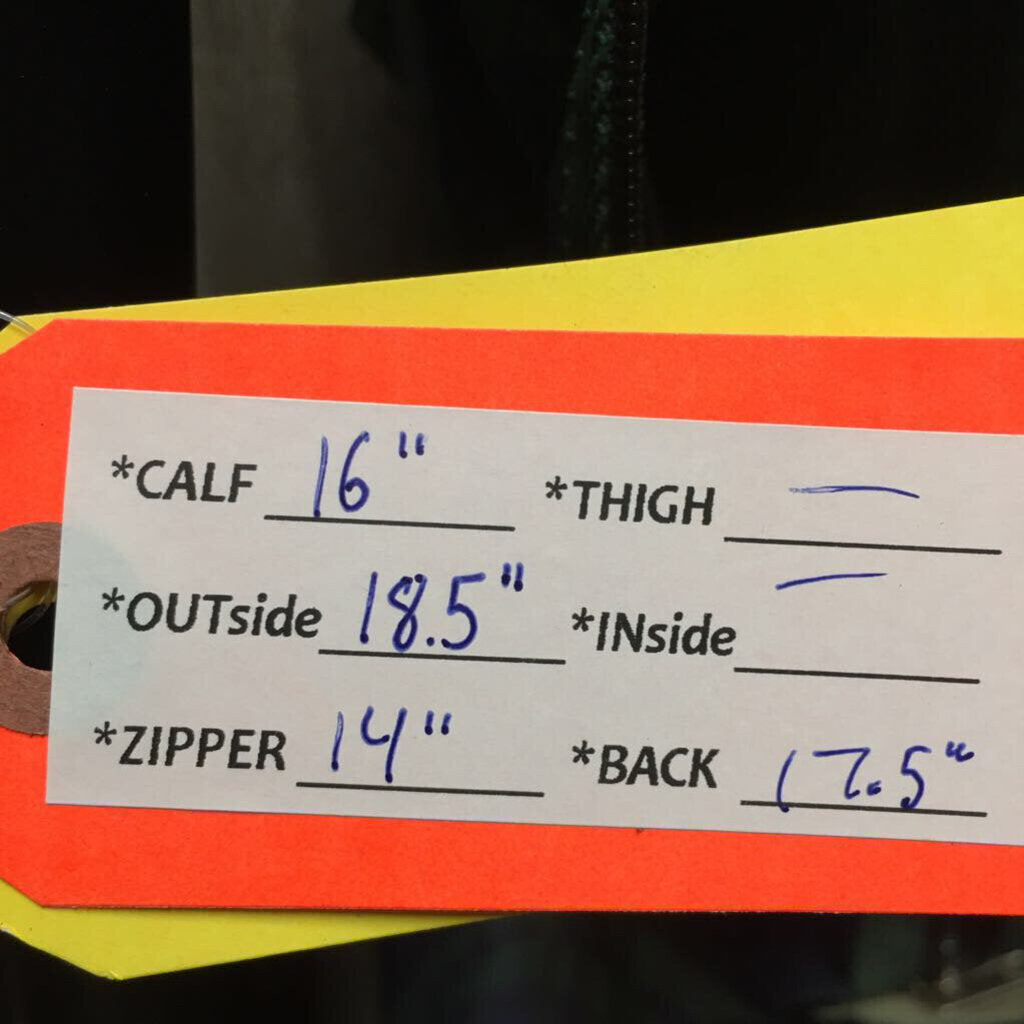 *CALF 16" *THIGH —
*OUTside 18.5" *INside —
*ZIPPER 14" *BACK 17.5"